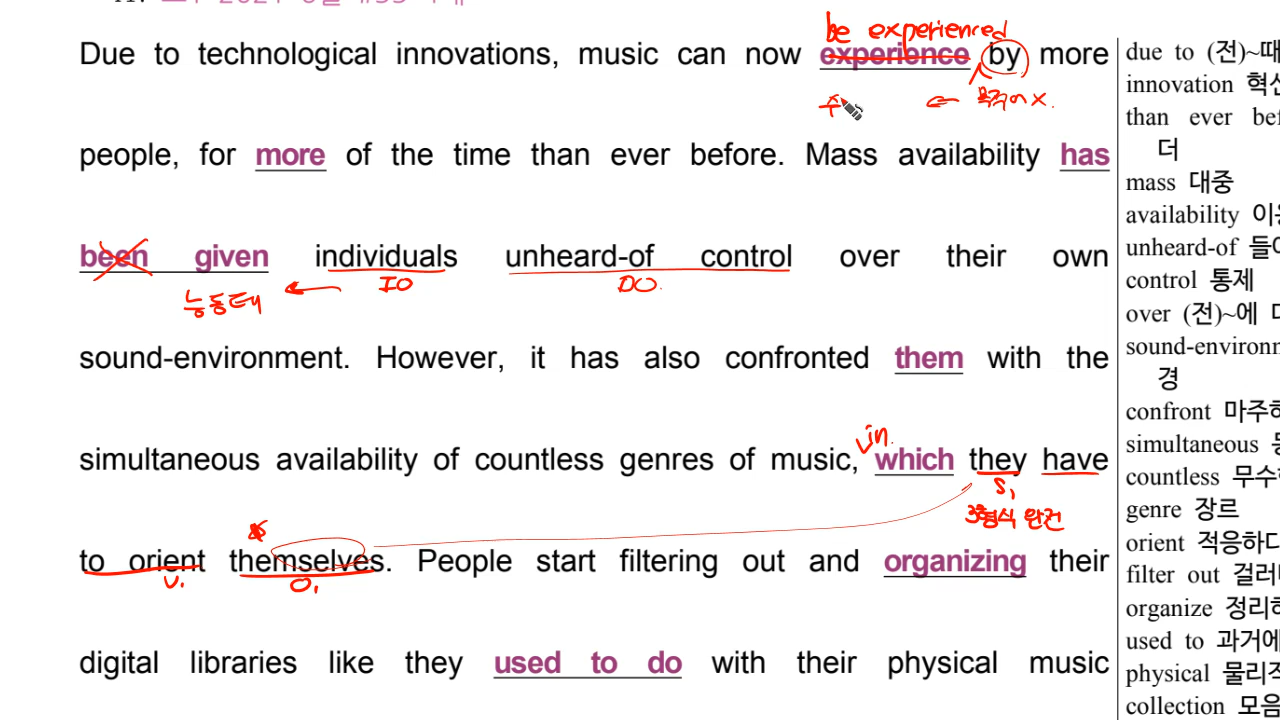 be experienced
Due to technological innovations, music can now experience by more
목적어 X.
people, for more of the time than ever before. Mass availability has
been given individuals unheard-of control over their own
능동태 IO DO.
sound-environment. However, it has also confronted them with the
in
simultaneous availability of countless genres of music, which they have
S,
3형식 완전
to orient themselves. People start filtering out and organizing their
V. O,
digital libraries like they used to do with their physical music
due to (전)~때
innovation 혁신
than ever bef
더
mass 대중
availability 이용
unheard-of 들어
control 통제
over (전)~에 대
sound-environm
경
confront 마주하
simultaneous 동
countless 무수한
genre 장르
orient 적응하다
filter out 걸러
organize 정리하
used to 과거에
physical 물리적
collection 모음